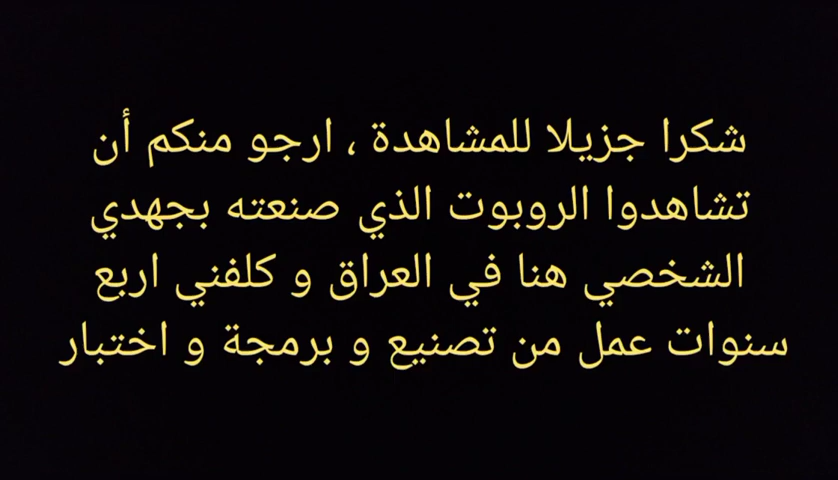 شكرا جزيلا للمشاهدة ، ارجو منكم أن
تشاهدوا الروبوت الذي صنعته بجهدي
الشخصي هنا في العراق و كلفني اربع
سنوات عمل من تصنيع و برمجة و اختبار